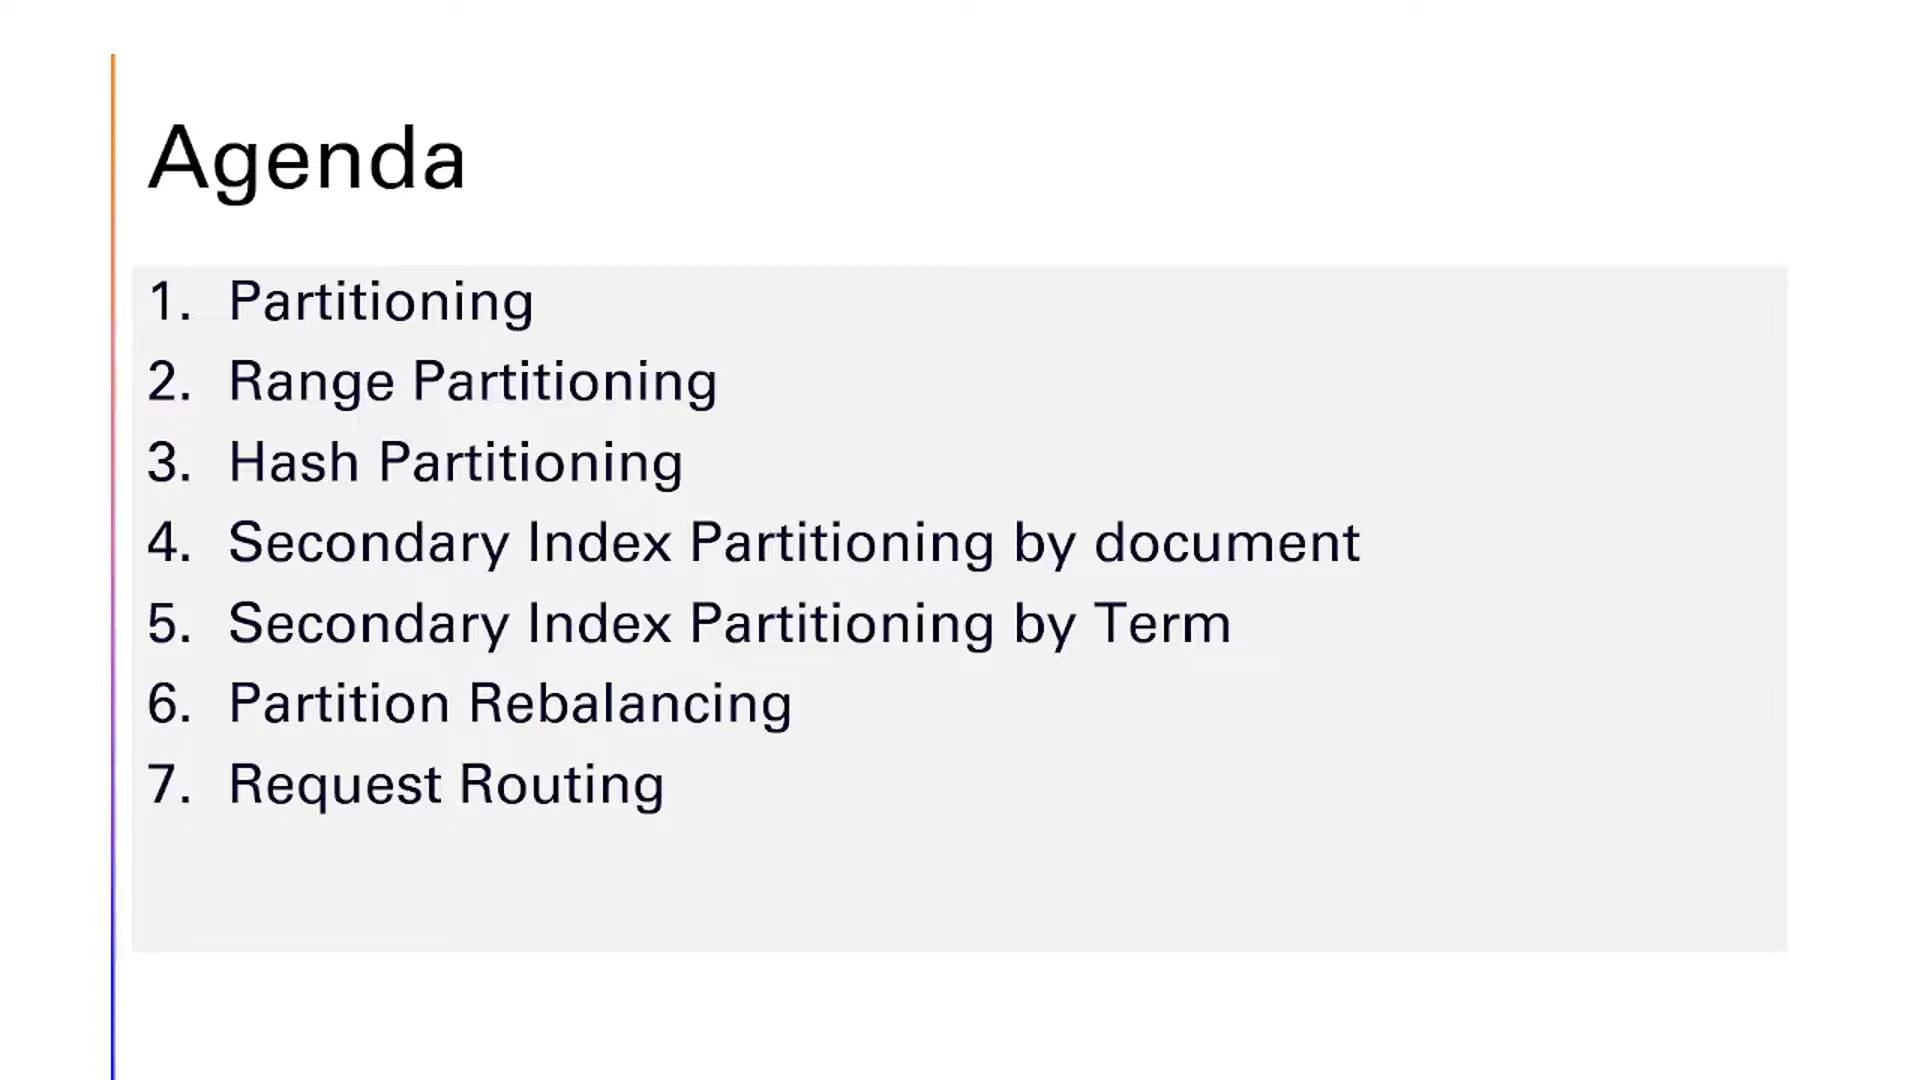 Agenda
1. Partitioning
2. Range Partitioning
3. Hash Partitioning
4. Secondary Index Partitioning by document
5. Secondary Index Partitioning by Term
6. Partition Rebalancing
7. Request Routing